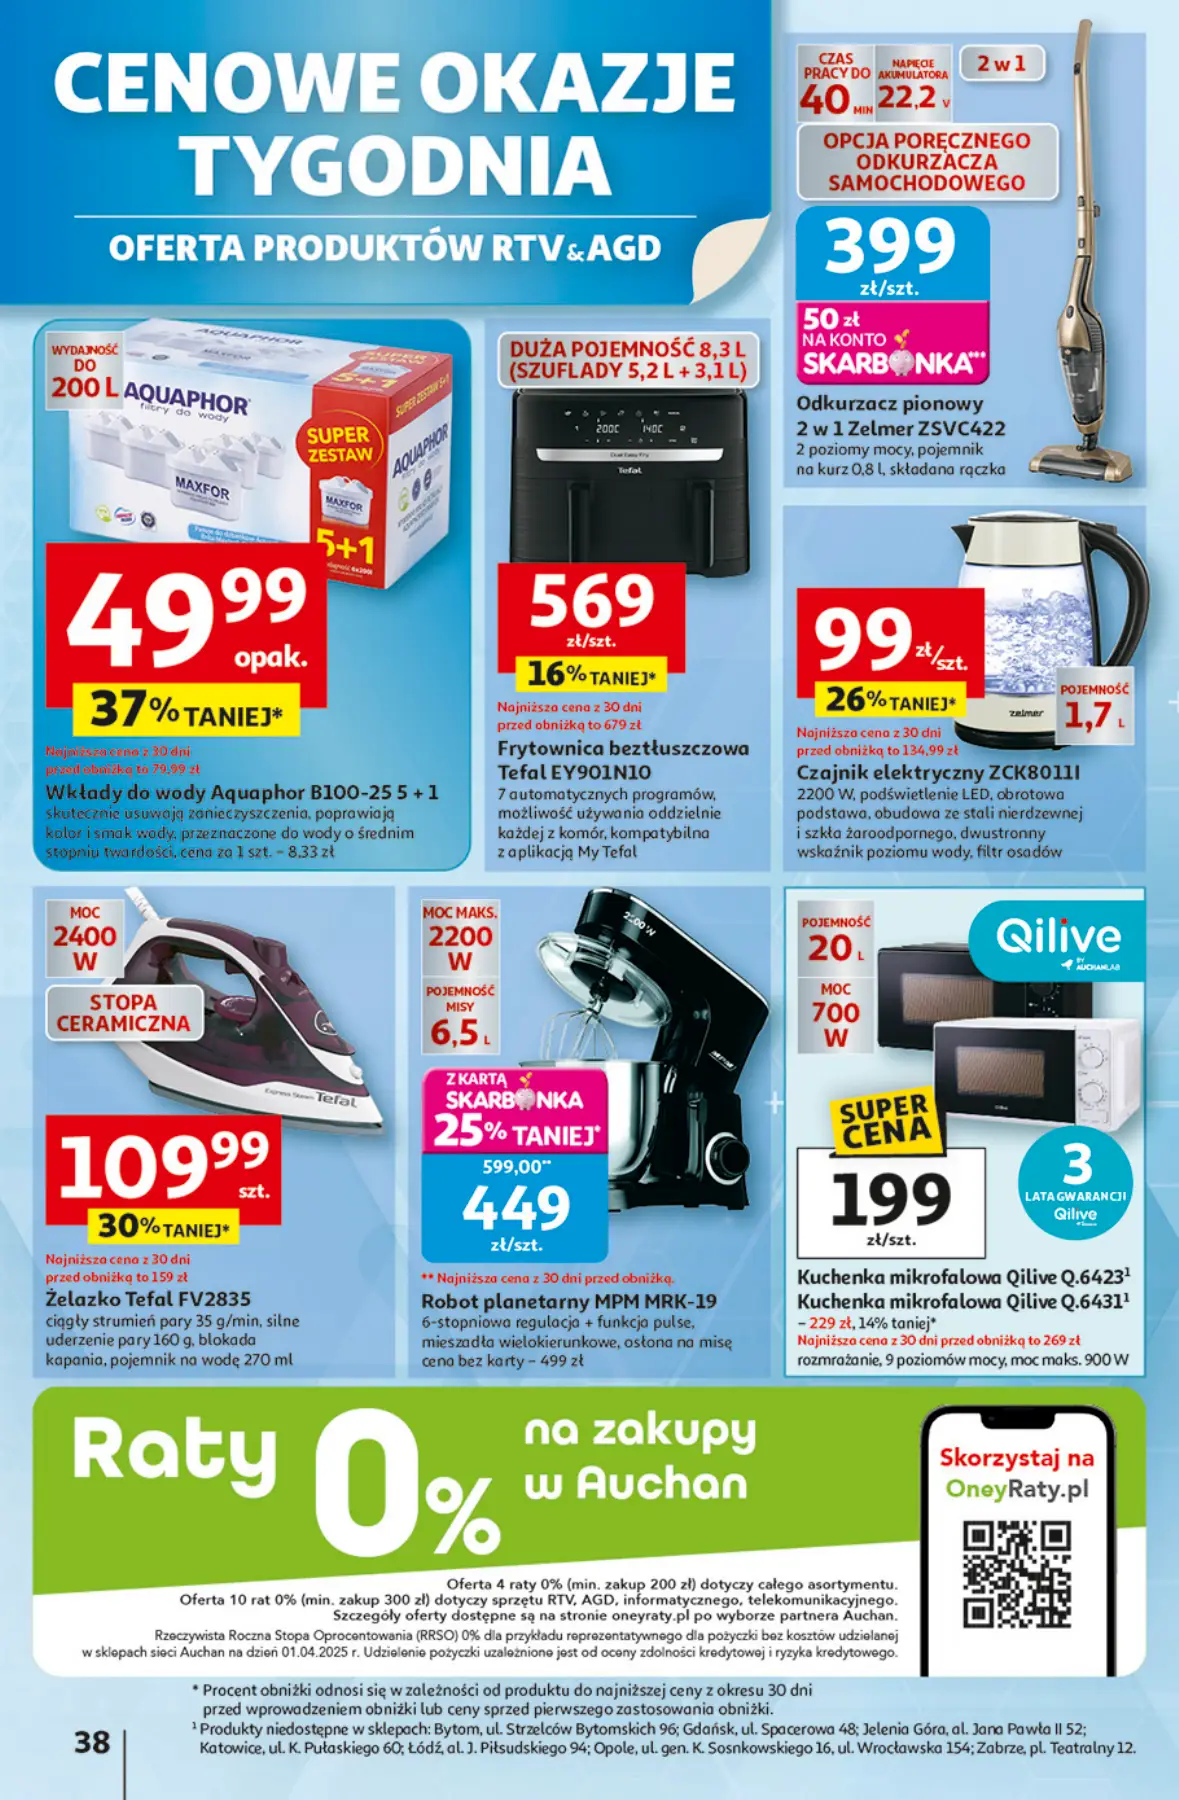 CENOWE OKAZJE
TYGODNIA
OFERTA PRODUKTÓW RTV&AGD
CZAS
PRACY DO
40 MIN
NAPIĘCIE
AKUMULATORA
22,2 V
2 w 1
OPCJA PORĘCZNEGO
ODKURZACZA
SAMOCHODOWEGO
399
zł/szt.
50 zł
NA KONTO
SKARBONKA***
Odkurzacz pionowy
2 w 1 Zelmer ZSVC422
2 poziomy mocy, pojemnik
na kurz 0,8 l, składana rączka
WYDAJNOŚĆ
DO
200 L
AQUAPHOR
filtry do wody
SUPER
ZESTAW
5+1
MAXFOR
49 99
opak.
37% TANIEJ*
Najniższa cena z 30 dni
przed obniżką to 79,99 zł
Wkłady do wody Aquaphor B100-25 5 + 1
skutecznie usuwają zanieczyszczenia, poprawiają
kolor i smak wody, przeznaczone do wody o średnim
stopniu twardości, cena za 1 szt. – 8,33 zł
DUŻA POJEMNOŚĆ 8,3 L
(SZUFLADY 5,2 L + 3,1 L)
200C 140C
Dual Easy Fry
Tefal
569
zł/szt.
16% TANIEJ*
Najniższa cena z 30 dni
przed obniżką to 679 zł
Frytownica beztłuszczowa
Tefal EY901N10
7 automatycznych programów,
możliwość używania oddzielnie
każdej z komór, kompatybilna
z aplikacją My Tefal
99 zł/szt.
26% TANIEJ*
zelmer
POJEMNOŚĆ
1,7 L
Najniższa cena z 30 dni
przed obniżką to 134,99 zł
Czajnik elektryczny ZCK8011I
2200 W, podświetlenie LED, obrotowa
podstawa, obudowa ze stali nierdzewnej
i szkła żaroodpornego, dwustronny
wskaźnik poziomu wody, filtr osadów
MOC
2400
W
STOPA
CERAMICZNA
Express Steam Tefal
109 99
szt.
30% TANIEJ*
Najniższa cena z 30 dni
przed obniżką to 159 zł
Żelazko Tefal FV2835
ciągły strumień pary 35 g/min, silne
uderzenie pary 160 g, blokada
kapania, pojemnik na wodę 270 ml
MOC MAKS.
2200
W
POJEMNOŚĆ
MISY
6,5 L
2200W
Z KARTĄ
SKARBONKA
25% TANIEJ*
599,00**
449
zł/szt.
** Najniższa cena z 30 dni przed obniżką.
Robot planetarny MPM MRK-19
6-stopniowa regulacja + funkcja pulse,
mieszadła wielokierunkowe, osłona na misę
cena bez karty – 499 zł
POJEMNOŚĆ
20 L
MOC
700
W
Qilive
BY
AUCHANLAB
SUPER
CENA
199
zł/szt.
3
LATA GWARANCJI
Qilive
Kuchenka mikrofalowa Qilive Q.6423¹
Kuchenka mikrofalowa Qilive Q.6431¹
– 229 zł, 14% taniej*
Najniższa cena z 30 dni przed obniżką to 269 zł
rozmrażanie, 9 poziomów mocy, moc maks. 900 W
Raty 0%
na zakupy
w Auchan
Skorzystaj na
OneyRaty.pl
Oferta 4 raty 0% (min. zakup 200 zł) dotyczy całego asortymentu.
Oferta 10 rat 0% (min. zakup 300 zł) dotyczy sprzętu RTV, AGD, informatycznego, telekomunikacyjnego.
Szczegóły oferty dostępne są na stronie oneyraty.pl po wyborze partnera Auchan.
Rzeczywista Roczna Stopa Oprocentowania (RRSO) 0% dla przykładu reprezentatywnego dla pożyczki bez kosztów udzielanej
w sklepach sieci Auchan na dzień 01.04.2025 r. Udzielenie pożyczki uzależnione jest od oceny zdolności kredytowej i ryzyka kredytowego.
* Procent obniżki odnosi się w zależności od produktu do najniższej ceny z okresu 30 dni
przed wprowadzeniem obniżki lub ceny sprzed pierwszego zastosowania obniżki.
¹ Produkty niedostępne w sklepach: Bytom, ul. Strzelców Bytomskich 96; Gdańsk, ul. Spacerowa 48; Jelenia Góra, al. Jana Pawła II 52;
Katowice, ul. K. Pułaskiego 60; Łódź, al. J. Piłsudskiego 94; Opole, ul. gen. K. Sosnkowskiego 16, ul. Wrocławska 154; Zabrze, pl. Teatralny 12.
38